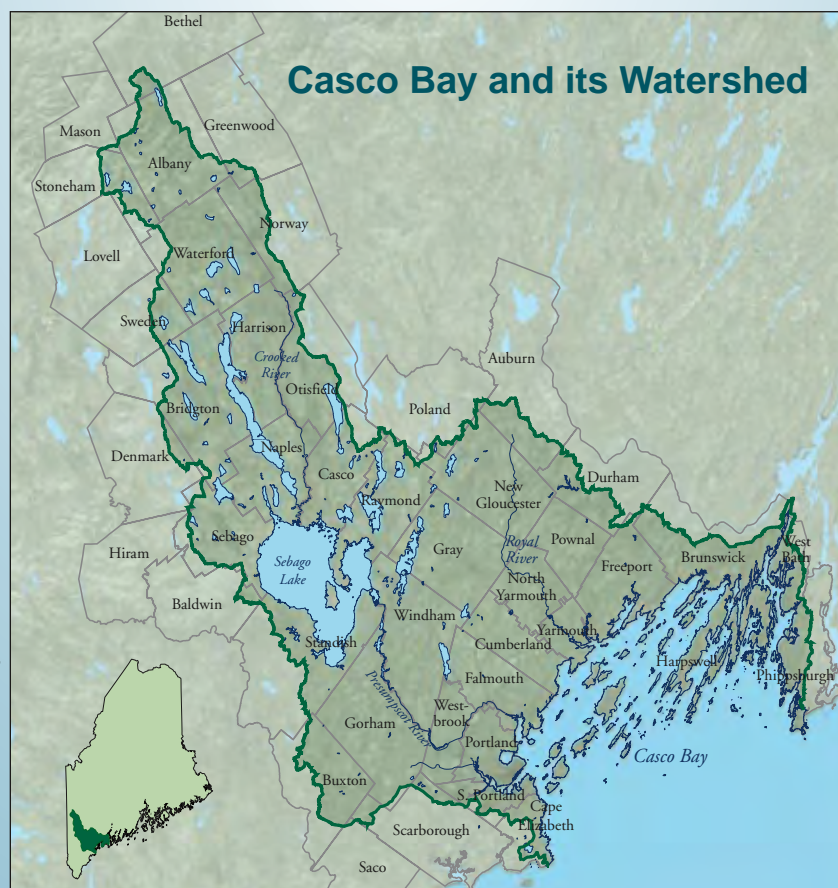 Bethel
Casco Bay and its Watershed
Mason
Greenwood
Albany
Stoneham
Norway
Lovell
Waterford
Sweden
Harrison
Crooked
River
Auburn
Otisfield
Bridgton
Poland
Denmark
Naples
Casco
Durham
Raymond
New
Gloucester
Hiram
Sebago
Gray
Royal
River
Pownal
Brunswick
West
Bath
Sebago
Lake
Freeport
North
Yarmouth
Baldwin
Windham
Yarmouth
Standish
Cumberland
Harpswell
Phippsburgh
Falmouth
Presumpscot River
West-
brook
Gorham
Portland
Casco Bay
Buxton
S. Portland
Cape
Elizabeth
Scarborough
Saco